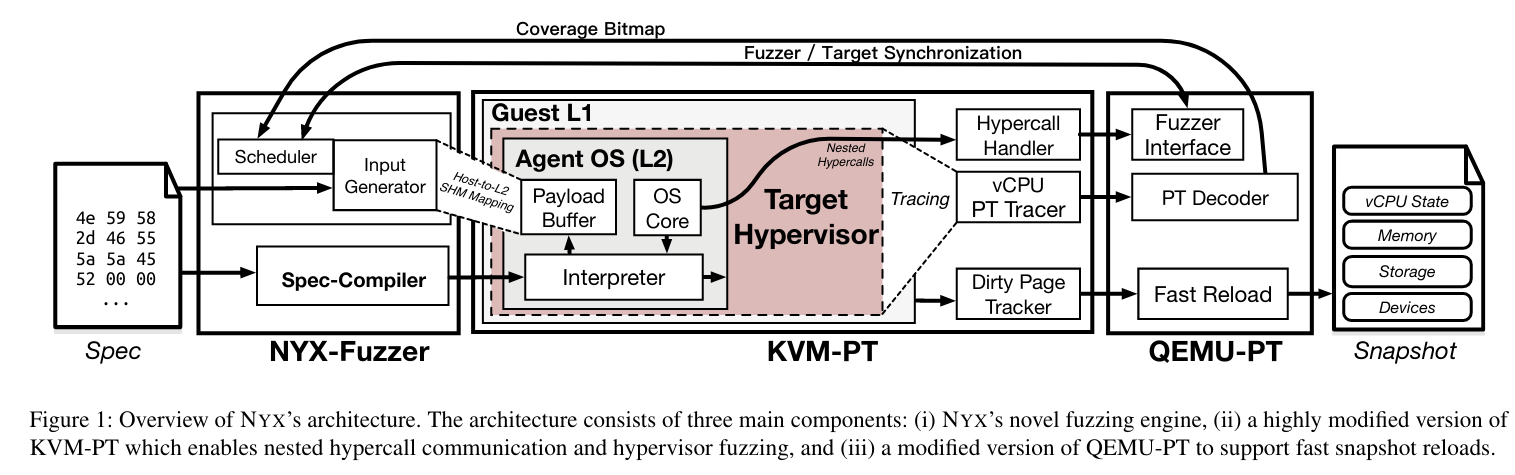 Coverage Bitmap
Fuzzer / Target Synchronization
4e 59 58
2d 46 55
5a 5a 45
52 00 00
...
Spec
Scheduler
Input
Generator
Spec-Compiler
NYX-Fuzzer
Host-to-L2
SHM Mapping
Guest L1
Agent OS (L2)
Payload
Buffer
OS
Core
Interpreter
Nested
Hypercalls
Target
Hypervisor
Tracing
Hypercall
Handler
vCPU
PT Tracer
Dirty Page
Tracker
KVM-PT
Fuzzer
Interface
PT Decoder
Fast Reload
QEMU-PT
vCPU State
Memory
Storage
Devices
Snapshot
Figure 1: Overview of NYX's architecture. The architecture consists of three main components: (i) NYX's novel fuzzing engine, (ii) a highly modified version of
KVM-PT which enables nested hypercall communication and hypervisor fuzzing, and (iii) a modified version of QEMU-PT to support fast snapshot reloads.